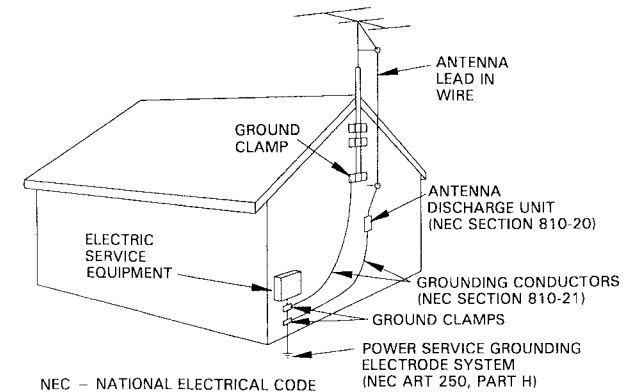 ANTENNA
LEAD IN
WIRE
GROUND
CLAMP
ANTENNA
DISCHARGE UNIT
(NEC SECTION 810-20)
ELECTRIC
SERVICE
EQUIPMENT
GROUNDING CONDUCTORS
(NEC SECTION 810-21)
GROUND CLAMPS
POWER SERVICE GROUNDING
ELECTRODE SYSTEM
(NEC ART 250, PART H)
NEC – NATIONAL ELECTRICAL CODE